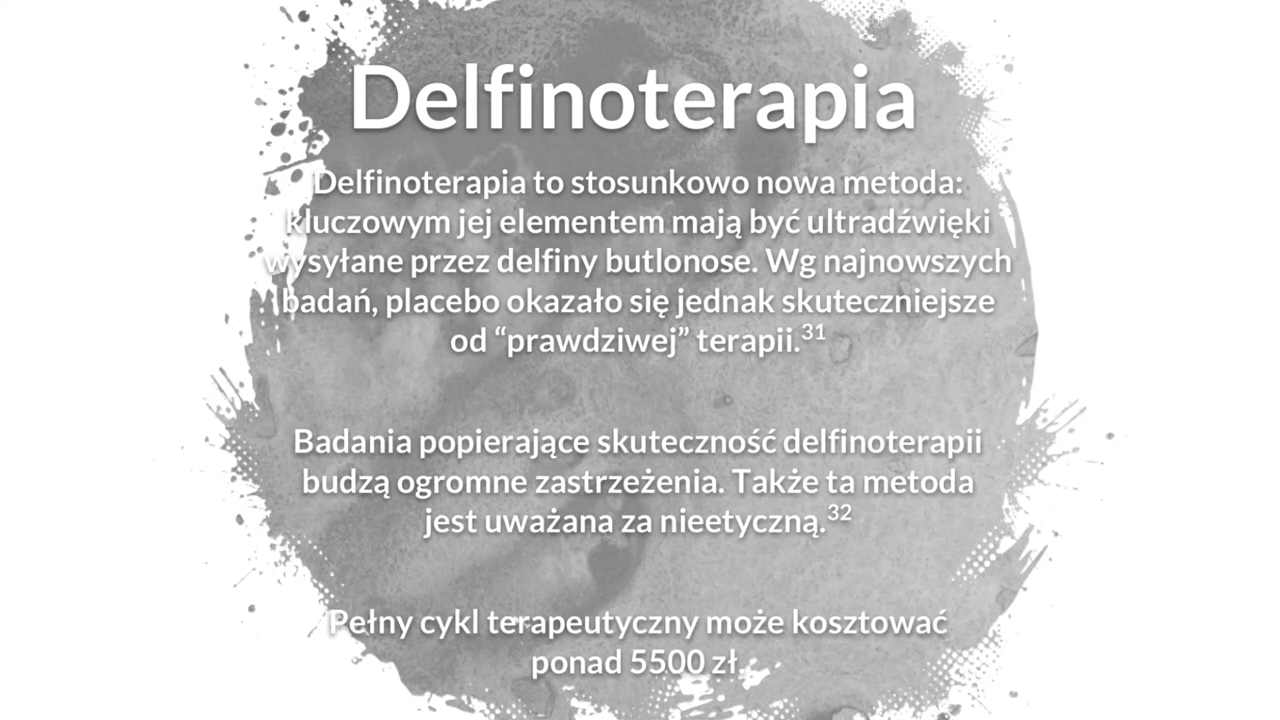 Delfinoterapia
Delfinoterapia to stosunkowo nowa metoda:
kluczowym jej elementem mają być ultradźwięki
wysyłane przez delfiny butlonose. Wg najnowszych
badań, placebo okazało się jednak skuteczniejsze
od “prawdziwej” terapii.31
Badania popierające skuteczność delfinoterapii
budzą ogromne zastrzeżenia. Także ta metoda
jest uważana za nieetyczną.32
Pełny cykl terapeutyczny może kosztować
ponad 5500 zł.